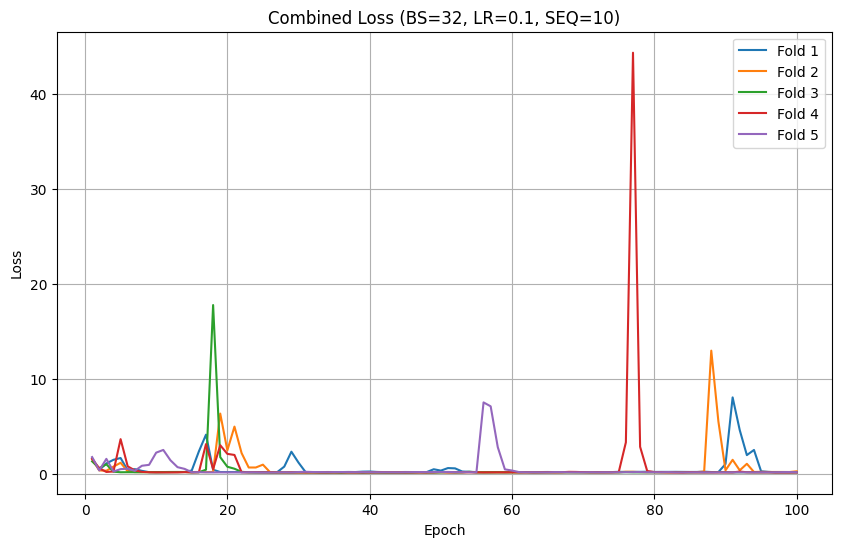 Combined Loss (BS=32, LR=0.1, SEQ=10)
Fold 1
Fold 2
Fold 3
Fold 4
Fold 5
Loss
40
30
20
10
0
0
20
40
60
80
100
Epoch